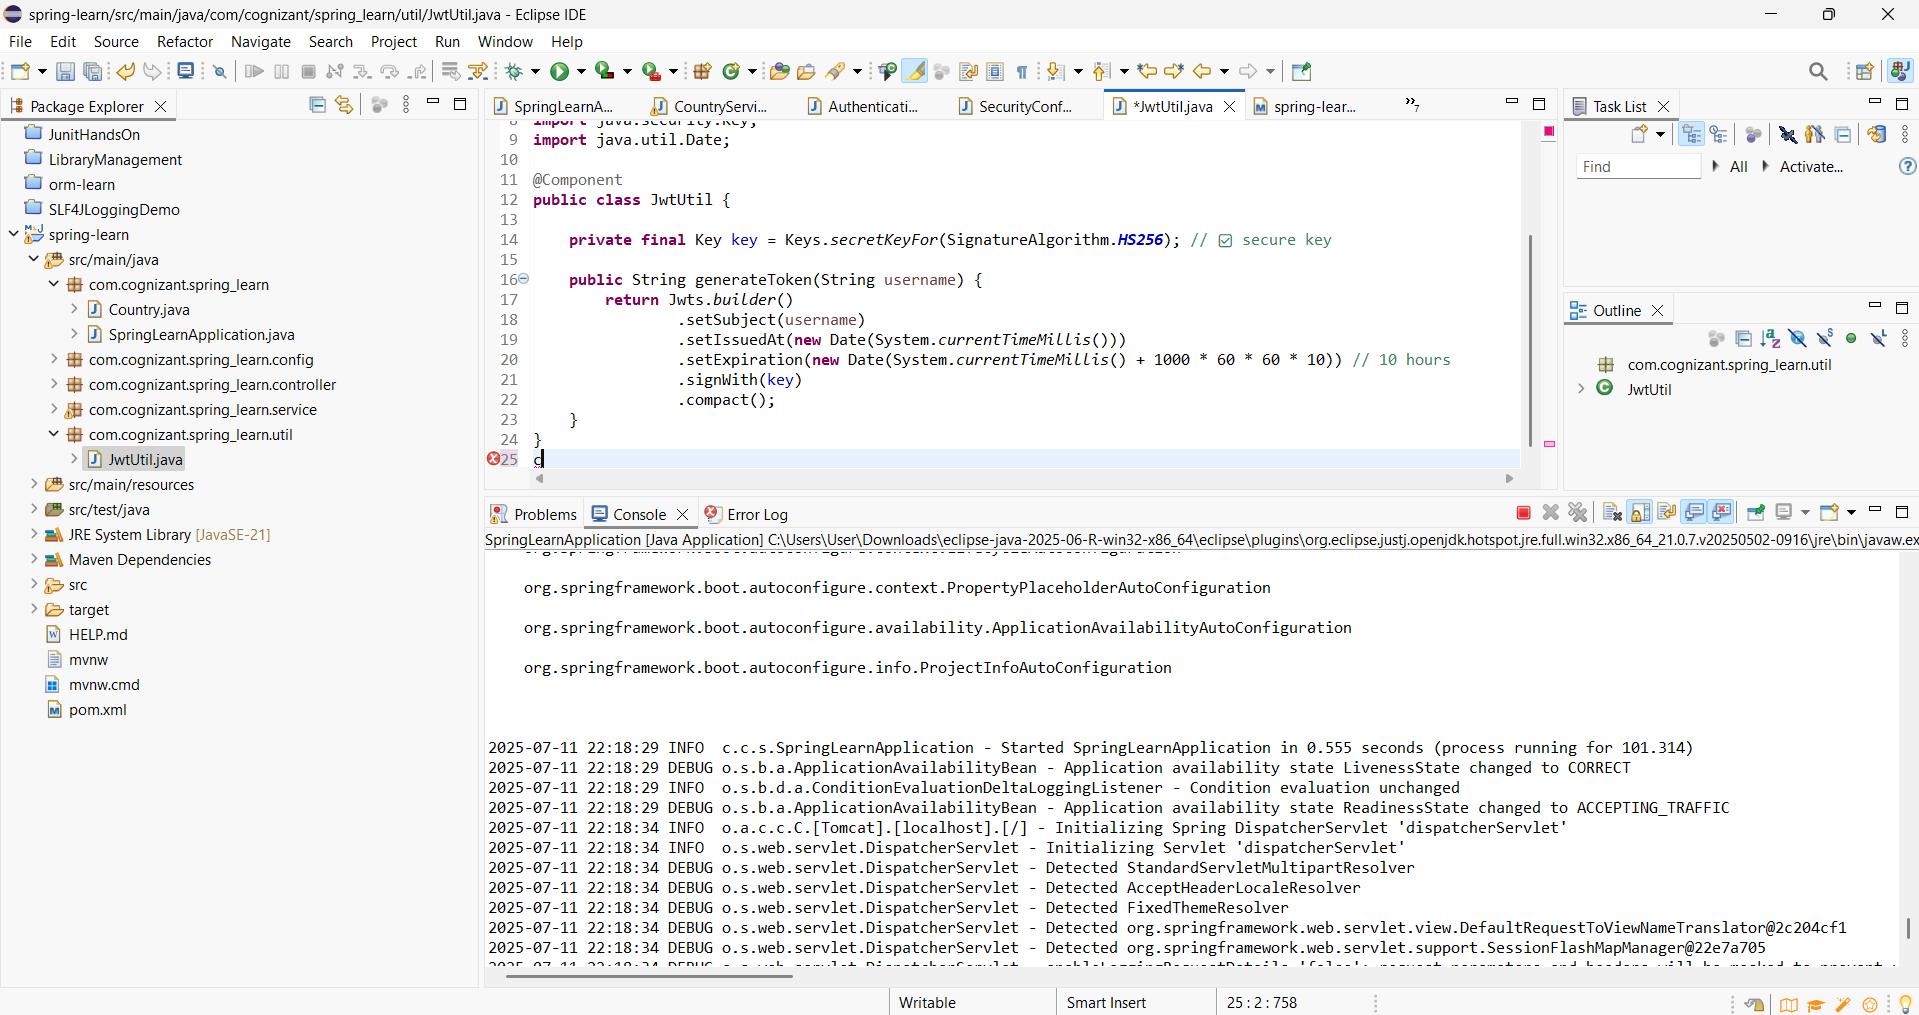 spring-learn/src/main/java/com/cognizant/spring_learn/util/JwtUtil.java - Eclipse IDE
File Edit Source Refactor Navigate Search Project Run Window Help
Package Explorer
JunitHandsOn
LibraryManagement
orm-learn
SLF4JLoggingDemo
spring-learn
src/main/java
com.cognizant.spring_learn
Country.java
SpringLearnApplication.java
com.cognizant.spring_learn.config
com.cognizant.spring_learn.controller
com.cognizant.spring_learn.service
com.cognizant.spring_learn.util
JwtUtil.java
src/main/resources
src/test/java
JRE System Library [JavaSE-21]
Maven Dependencies
src
target
HELP.md
mvnw
mvnw.cmd
pom.xml
SpringLearnA... CountryServi... Authenticati... SecurityConf... *JwtUtil.java spring-lear... »7
8 import java.security.Key;
9 import java.util.Date;
10
11 @Component
12 public class JwtUtil {
13
14 private final Key key = Keys.secretKeyFor(SignatureAlgorithm.HS256); // ☑ secure key
15
16 public String generateToken(String username) {
17 return Jwts.builder()
18 .setSubject(username)
19 .setIssuedAt(new Date(System.currentTimeMillis()))
20 .setExpiration(new Date(System.currentTimeMillis() + 1000 * 60 * 60 * 10)) // 10 hours
21 .signWith(key)
22 .compact();
23 }
24 }
25 c
Task List
Find All Activate...
Outline
com.cognizant.spring_learn.util
JwtUtil
Problems Console Error Log
SpringLearnApplication [Java Application] C:\Users\User\Downloads\eclipse-java-2025-06-R-win32-x86_64\eclipse\plugins\org.eclipse.justj.openjdk.hotspot.jre.full.win32.x86_64_21.0.7.v20250502-0916\jre\bin\javaw.ex
org.springframework.boot.autoconfigure.context.PropertyPlaceholderAutoConfiguration
org.springframework.boot.autoconfigure.availability.ApplicationAvailabilityAutoConfiguration
org.springframework.boot.autoconfigure.info.ProjectInfoAutoConfiguration
2025-07-11 22:18:29 INFO c.c.s.SpringLearnApplication - Started SpringLearnApplication in 0.555 seconds (process running for 101.314)
2025-07-11 22:18:29 DEBUG o.s.b.a.ApplicationAvailabilityBean - Application availability state LivenessState changed to CORRECT
2025-07-11 22:18:29 INFO o.s.b.d.a.ConditionEvaluationDeltaLoggingListener - Condition evaluation unchanged
2025-07-11 22:18:29 DEBUG o.s.b.a.ApplicationAvailabilityBean - Application availability state ReadinessState changed to ACCEPTING_TRAFFIC
2025-07-11 22:18:34 INFO o.a.c.c.C.[Tomcat].[localhost].[/] - Initializing Spring DispatcherServlet 'dispatcherServlet'
2025-07-11 22:18:34 INFO o.s.web.servlet.DispatcherServlet - Initializing Servlet 'dispatcherServlet'
2025-07-11 22:18:34 DEBUG o.s.web.servlet.DispatcherServlet - Detected StandardServletMultipartResolver
2025-07-11 22:18:34 DEBUG o.s.web.servlet.DispatcherServlet - Detected AcceptHeaderLocaleResolver
2025-07-11 22:18:34 DEBUG o.s.web.servlet.DispatcherServlet - Detected FixedThemeResolver
2025-07-11 22:18:34 DEBUG o.s.web.servlet.DispatcherServlet - Detected org.springframework.web.servlet.view.DefaultRequestToViewNameTranslator@2c204cf1
2025-07-11 22:18:34 DEBUG o.s.web.servlet.DispatcherServlet - Detected org.springframework.web.servlet.support.SessionFlashMapManager@22e7a705
Writable Smart Insert 25 : 2 : 758